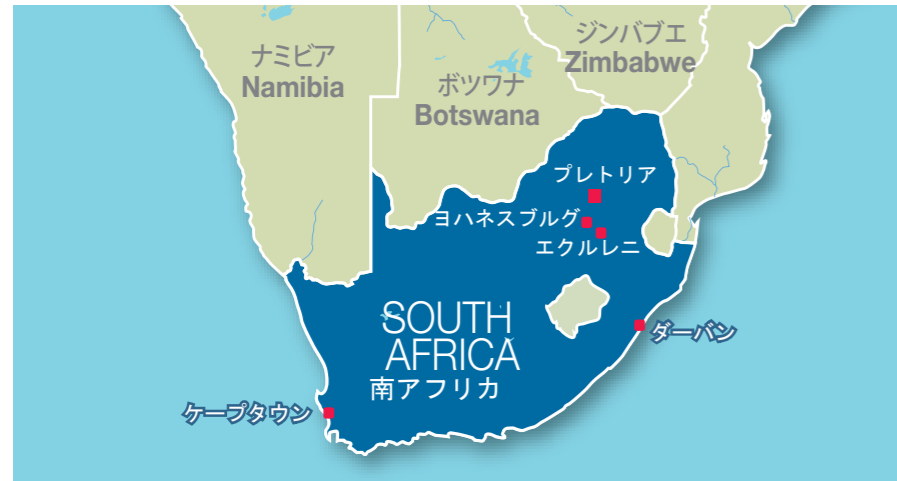 ナミビア
Namibia
ボツワナ
Botswana
ジンバブエ
Zimbabwe
プレトリア
ヨハネスブルグ
エクルレニ
SOUTH
AFRICA
南アフリカ
ダーバン
ケープタウン